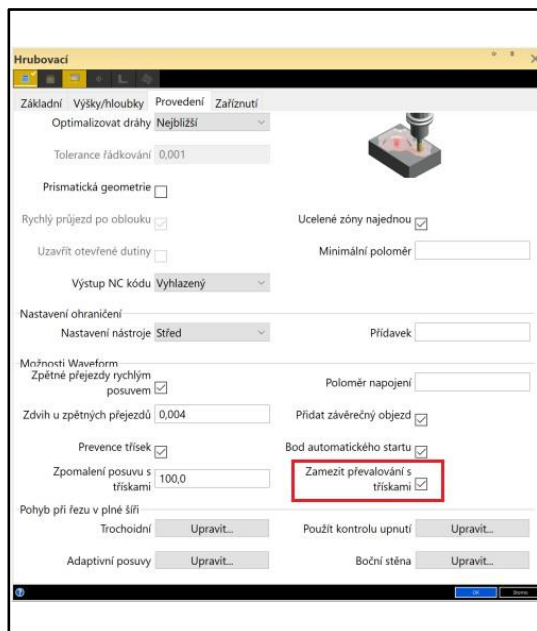 Hrubovací
Základní Výšky/hloubky Provedení Zaříznutí
Optimalizovat dráhy Nejbližší
Tolerance řádkování 0,001
Prismatická geometrie
Rychlý průjezd po oblouku Ucelené zóny najednou
Uzavřít otevřené dutiny Minimální poloměr
Výstup NC kódu Vyhlazený
Nastavení ohraničení
Nastavení nástroje Střed Přídavek
Možnosti Waveform
Zpětné přejezdy rychlým
posuvem
Poloměr napojení
Zdvih u zpětných přejezdů 0,004 Přidat závěrečný objezd
Prevence třísek Bod automatického startu
Zpomalení posuvu s
třískami 100,0
Zamezit převalování s
třískami
Pohyb při řezu v plné šíři
Trochoidní Upravit... Použít kontrolu upnutí Upravit...
Adaptivní posuvy Upravit... Boční stěna Upravit...
OK Storno